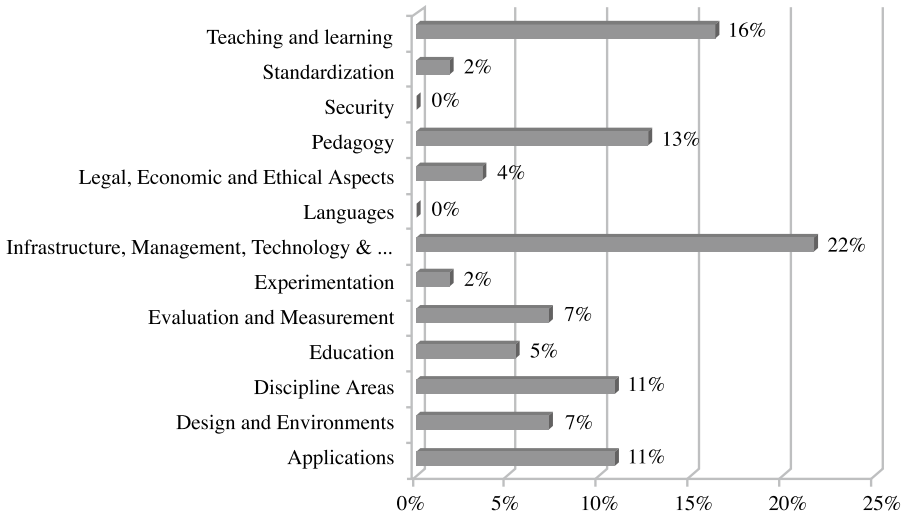 Teaching and learning 16%
Standardization 2%
Security 0%
Pedagogy 13%
Legal, Economic and Ethical Aspects 4%
Languages 0%
Infrastructure, Management, Technology & ... 22%
Experimentation 2%
Evaluation and Measurement 7%
Education 5%
Discipline Areas 11%
Design and Environments 7%
Applications 11%
0% 5% 10% 15% 20% 25%